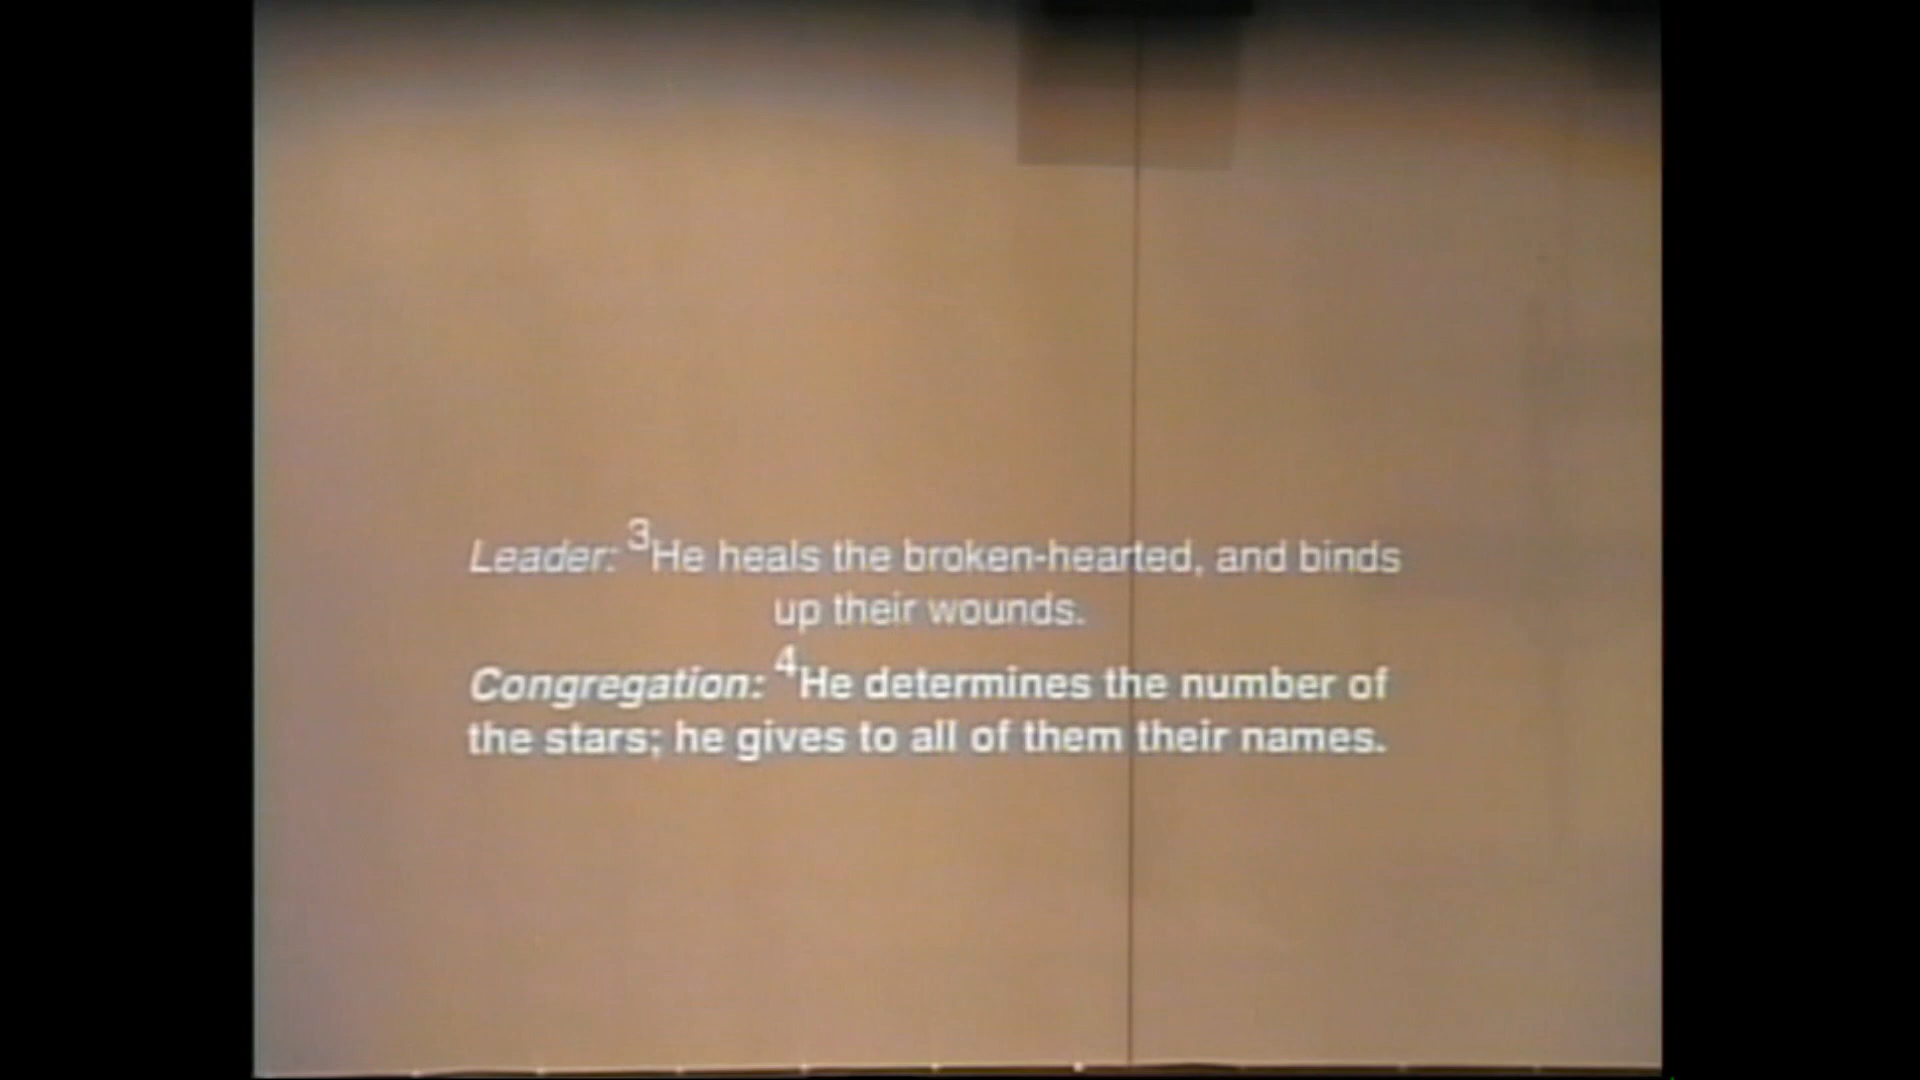 Leader: ³He heals the broken-hearted, and binds
up their wounds.
Congregation: ⁴He determines the number of
the stars; he gives to all of them their names.